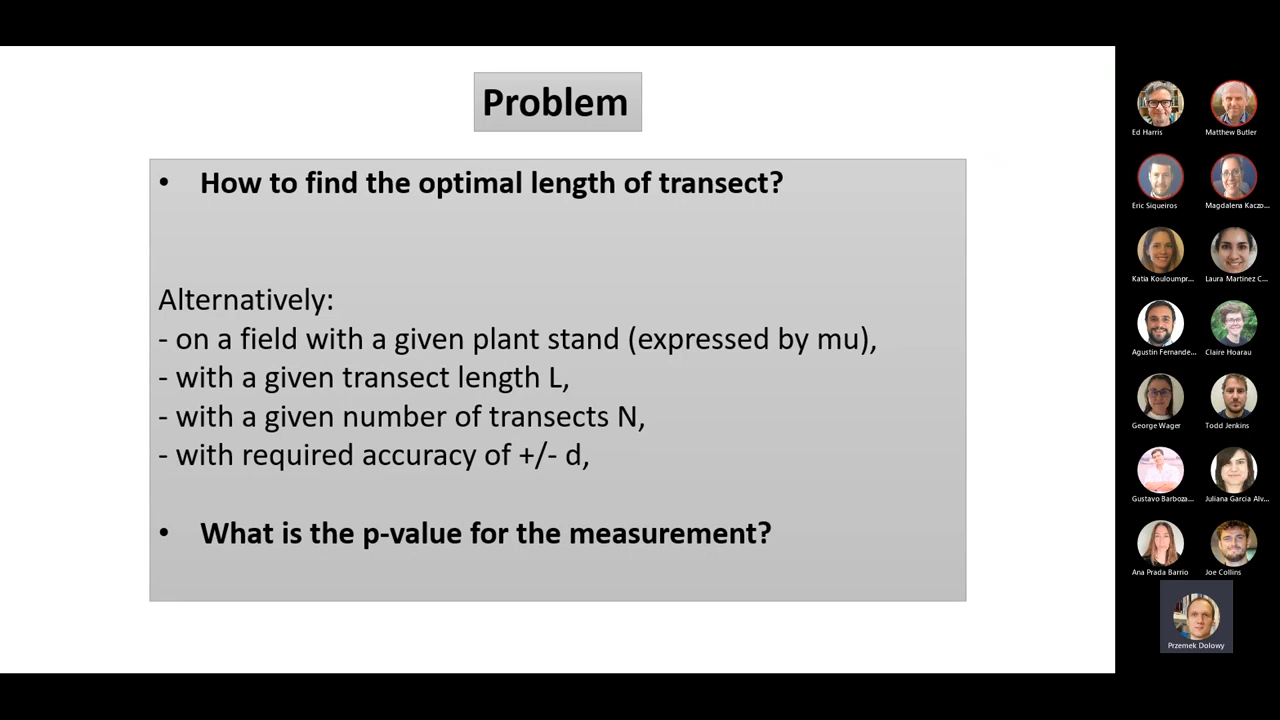 Problem
• How to find the optimal length of transect?
Alternatively:
- on a field with a given plant stand (expressed by mu),
- with a given transect length L,
- with a given number of transects N,
- with required accuracy of +/- d,
• What is the p-value for the measurement?
Ed Harris
Matthew Butler
Eric Siqueiros
Magdalena Kaczo...
Katia Kouloumpr...
Laura Martinez C...
Agustin Fernande...
Claire Hoarau
George Wager
Todd Jenkins
Gustavo Barboza...
Juliana Garcia Alv...
Ana Prada Barrio
Joe Collins
Przemek Dolowy